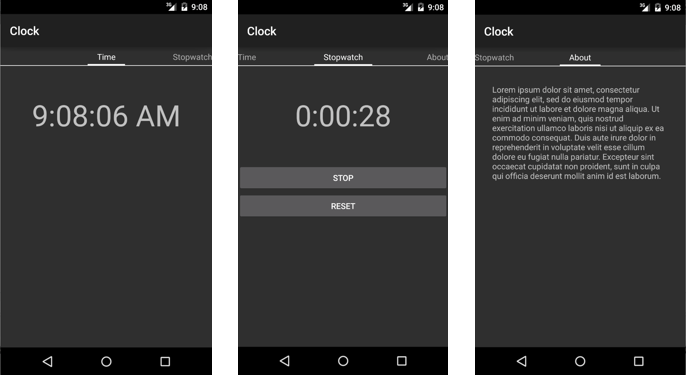 3G 9:08
Clock
Time Stopwatch
9:08:06 AM
3G 9:08
Clock
Time Stopwatch About
0:00:28
STOP
RESET
3G 9:08
Clock
Stopwatch About
Lorem ipsum dolor sit amet, consectetur
adipiscing elit, sed do eiusmod tempor
incididunt ut labore et dolore magna aliqua. Ut
enim ad minim veniam, quis nostrud
exercitation ullamco laboris nisi ut aliquip ex ea
commodo consequat. Duis aute irure dolor in
reprehenderit in voluptate velit esse cillum
dolore eu fugiat nulla pariatur. Excepteur sint
occaecat cupidatat non proident, sunt in culpa
qui officia deserunt mollit anim id est laborum.